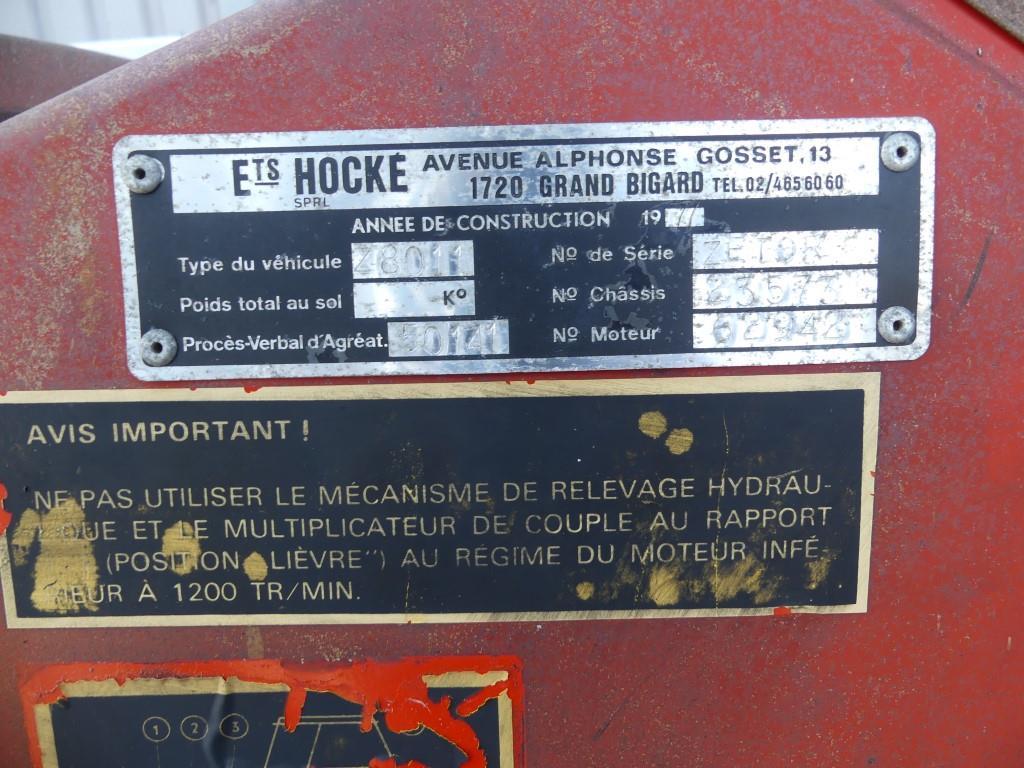 ETS HOCKÉ AVENUE ALPHONSE GOSSET, 13
SPRL 1720 GRAND BIGARD TEL. 02/465 60 60
ANNEE DE CONSTRUCTION 19 77
Type du véhicule Z8011 Nº de Série ZETOR
Poids total au sol Kº Nº Châssis 23573
Procès-Verbal d'Agréat. 50141 Nº Moteur 62942
AVIS IMPORTANT !
NE PAS UTILISER LE MÉCANISME DE RELEVAGE HYDRAU-
ET LE MULTIPLICATEUR DE COUPLE AU RAPPORT
(POSITION LIÈVRE") AU RÉGIME DU MOTEUR INFÉ
RIEUR À 1200 TR/MIN.
1 2 3